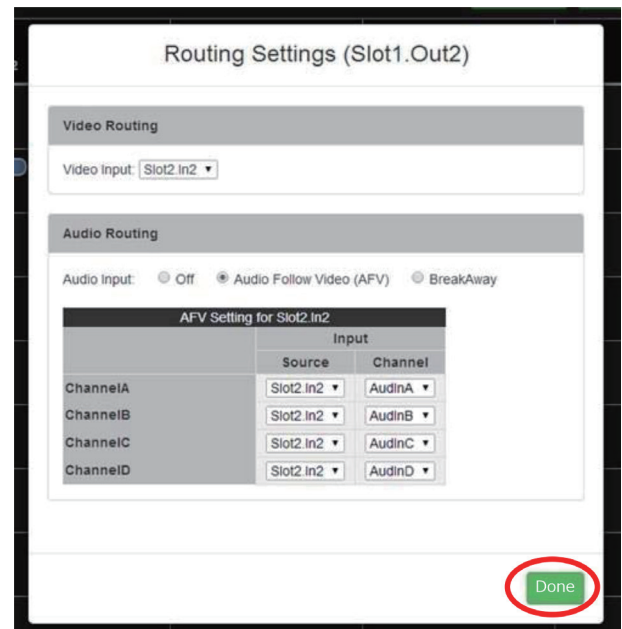 2
Routing Settings (Slot1.Out2)
Video Routing
Video Input: Slot2.In2
Audio Routing
Audio Input: Off Audio Follow Video (AFV) BreakAway
AFV Setting for Slot2.In2
Input
Source Channel
ChannelA Slot2.In2 AudInA
ChannelB Slot2.In2 AudInB
ChannelC Slot2.In2 AudInC
ChannelD Slot2.In2 AudInD
Done